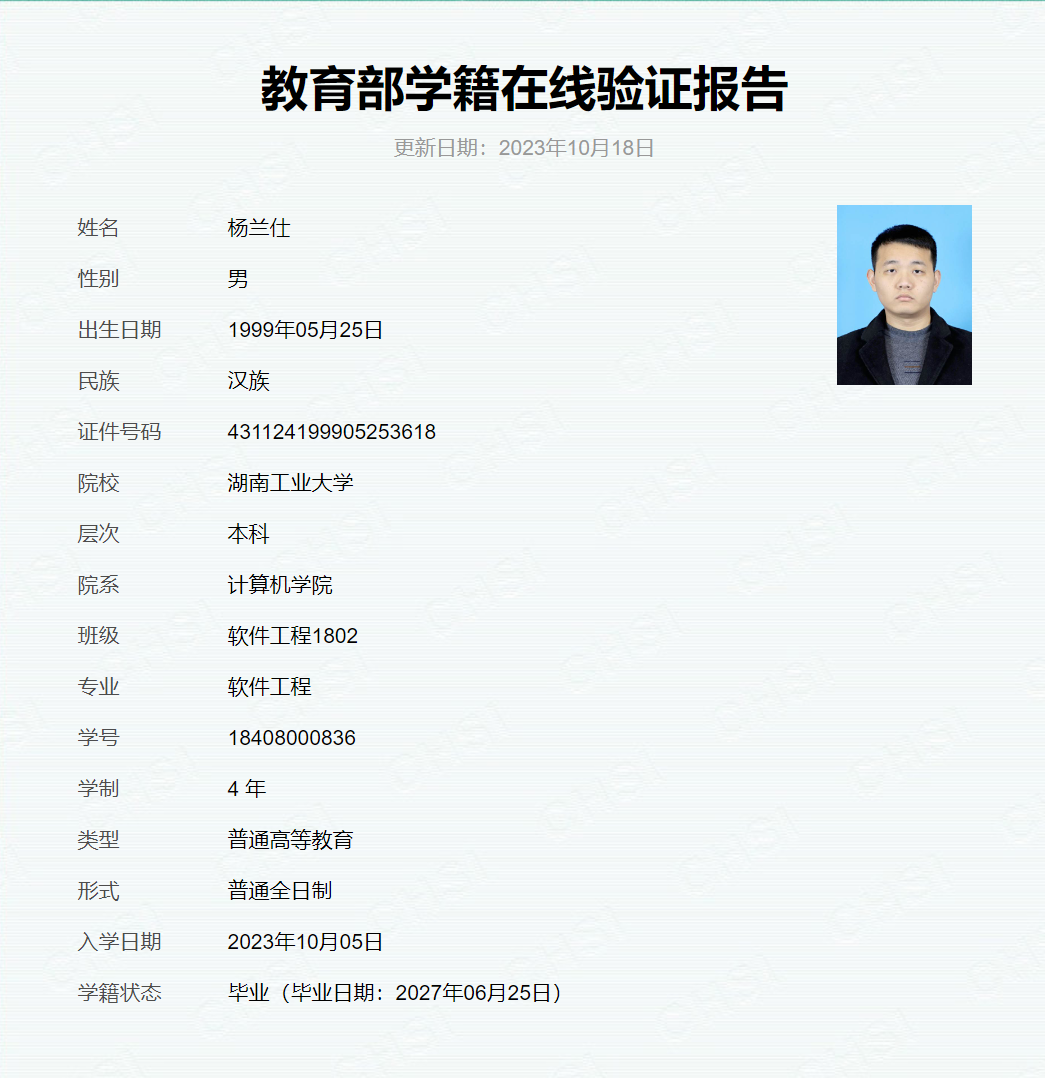 教育部学籍在线验证报告
更新日期：2023年10月18日
姓名 杨兰仕
性别 男
出生日期 1999年05月25日
民族 汉族
证件号码 431124199905253618
院校 湖南工业大学
层次 本科
院系 计算机学院
班级 软件工程1802
专业 软件工程
学号 18408000836
学制 4 年
类型 普通高等教育
形式 普通全日制
入学日期 2023年10月05日
学籍状态 毕业（毕业日期：2027年06月25日）